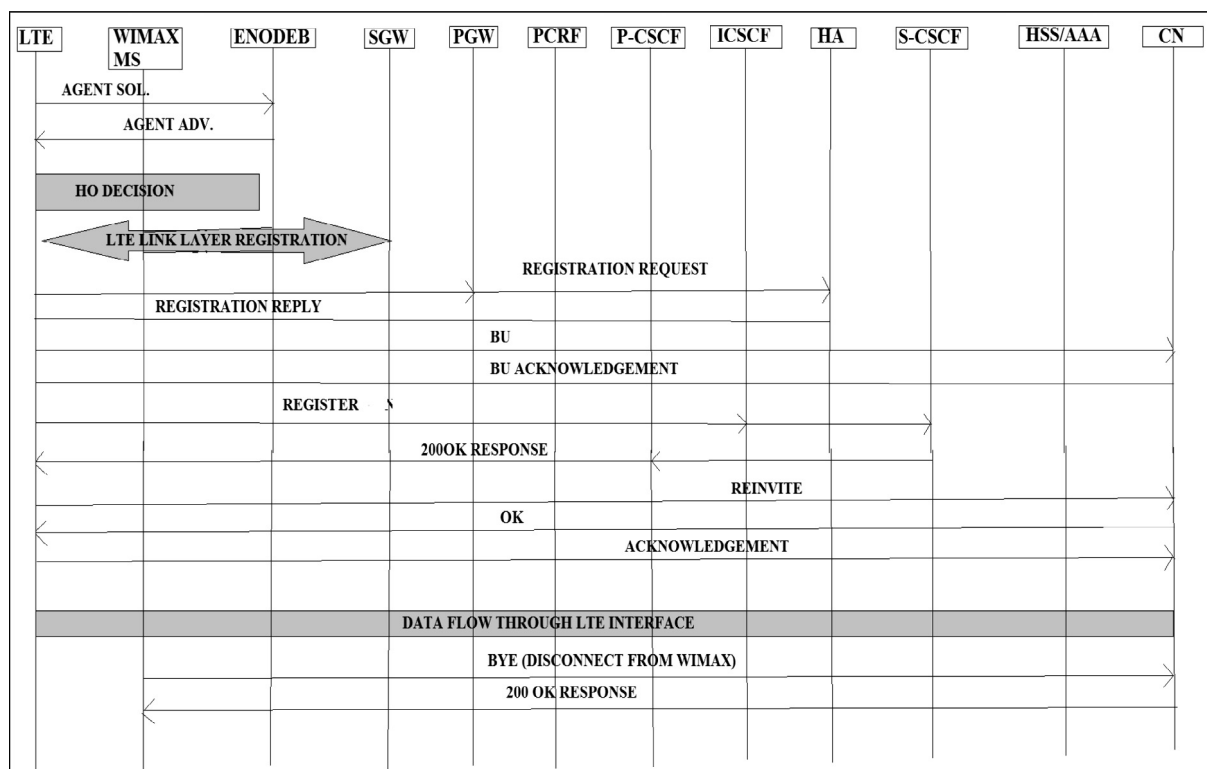 LTE
WIMAX
MS
ENODEB
SGW
PGW
PCRF
P-CSCF
ICSCF
HA
S-CSCF
HSS/AAA
CN
AGENT SOL.
AGENT ADV.
HO DECISION
LTE LINK LAYER REGISTRATION
REGISTRATION REQUEST
REGISTRATION REPLY
BU
BU ACKNOWLEDGEMENT
REGISTER
200OK RESPONSE
REINVITE
OK
ACKNOWLEDGEMENT
DATA FLOW THROUGH LTE INTERFACE
BYE (DISCONNECT FROM WIMAX)
200 OK RESPONSE